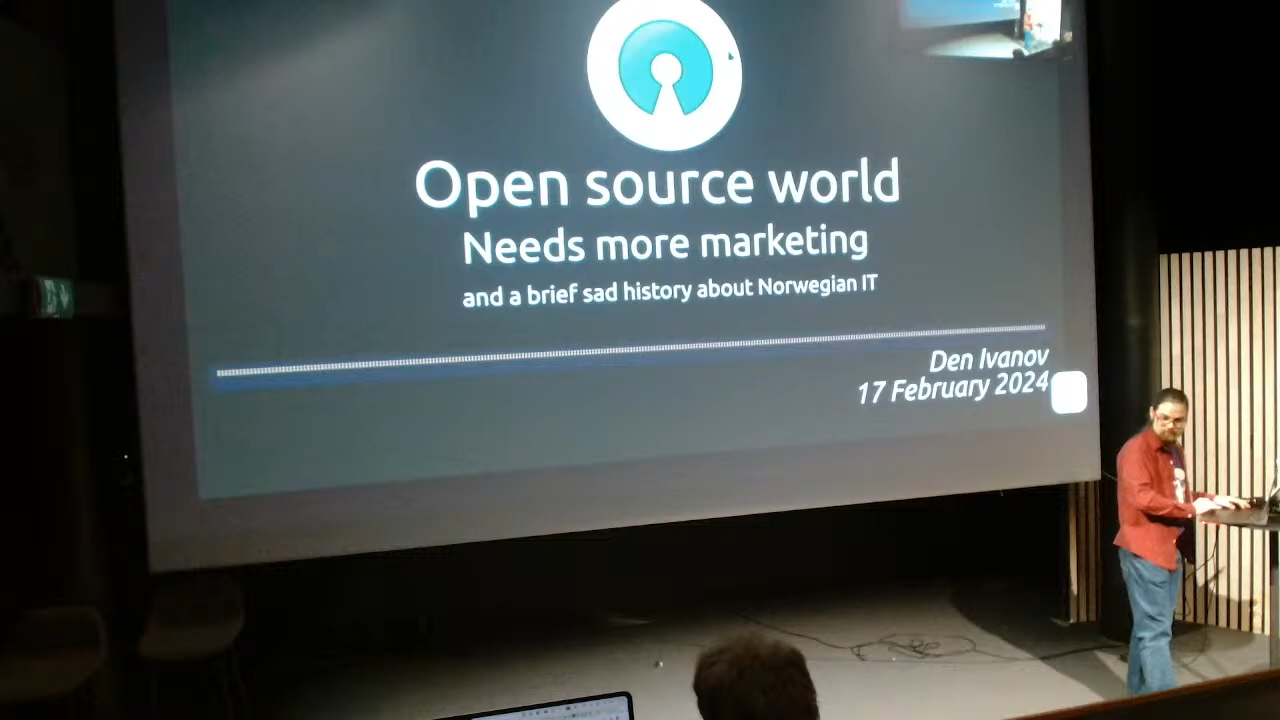 Open source world
Needs more marketing
and a brief sad history about Norwegian IT
Den Ivanov
17 February 2024